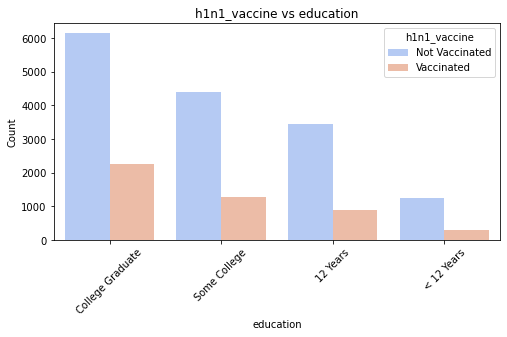 h1n1_vaccine vs education
h1n1_vaccine
Not Vaccinated
Vaccinated
Count
6000
5000
4000
3000
2000
1000
0
College Graduate
Some College
12 Years
< 12 Years
education